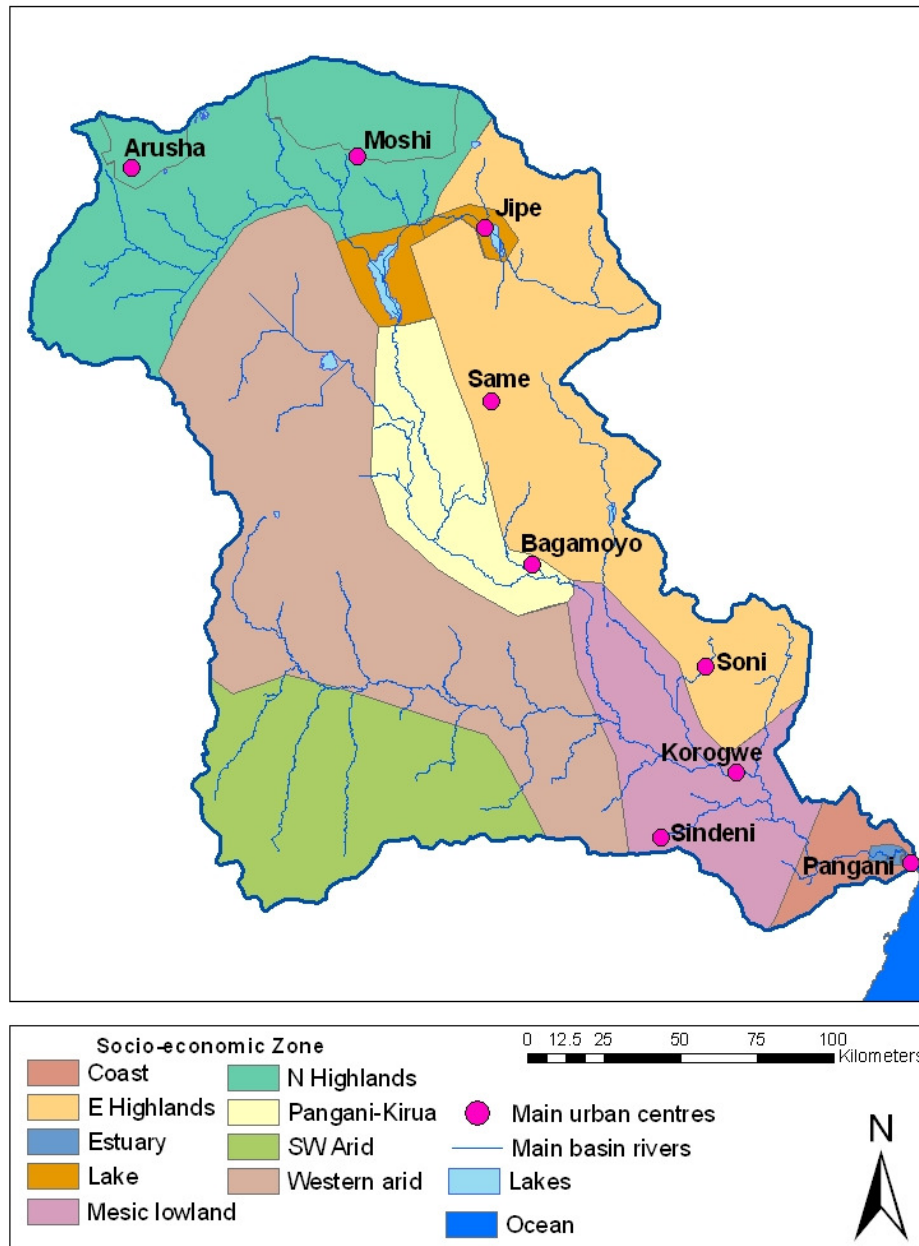 Arusha
Moshi
Jipe
Same
Bagamoyo
Soni
Korogwe
Sindeni
Pangani
Socio-economic Zone
Coast
E Highlands
Estuary
Lake
Mesic lowland
N Highlands
Pangani-Kirua
SW Arid
Western arid
0 12.5 25 50 75 100
Kilometers
Main urban centres
Main basin rivers
Lakes
Ocean
N